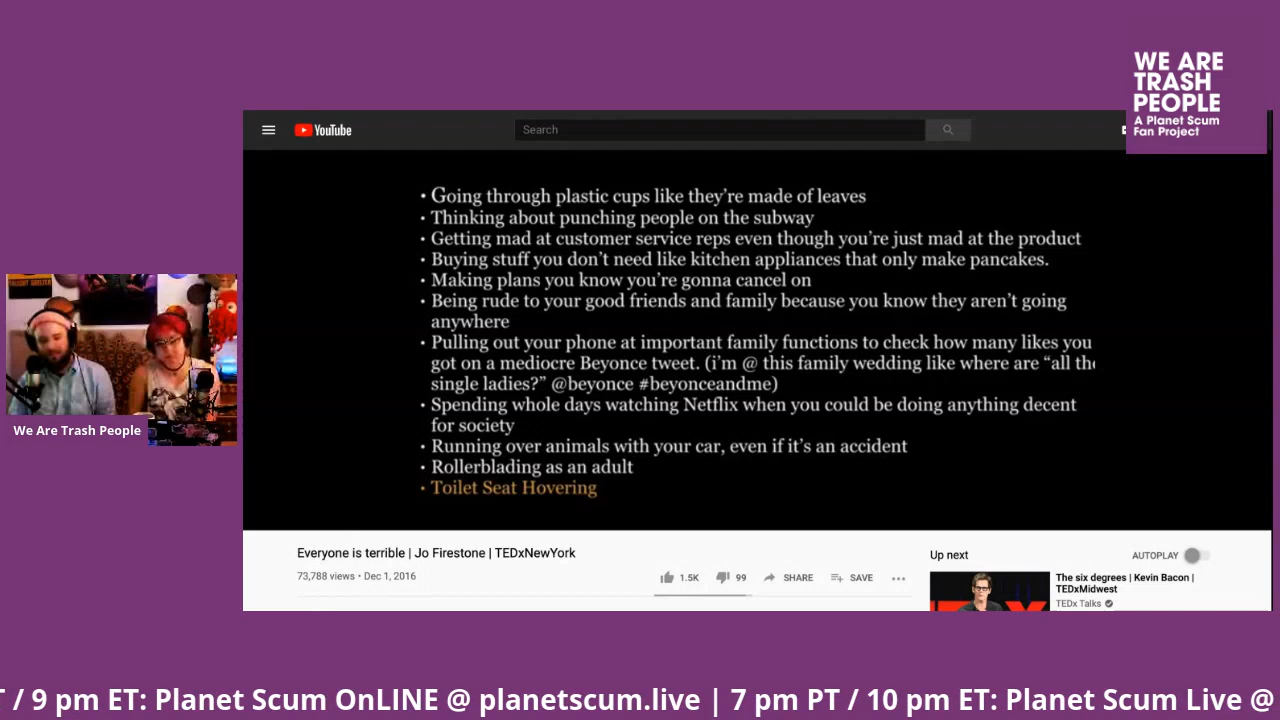 WE ARE
TRASH
PEOPLE
A Planet Scum
Fan Project
YouTube
Search
• Going through plastic cups like they’re made of leaves
• Thinking about punching people on the subway
• Getting mad at customer service reps even though you’re just mad at the product
• Buying stuff you don’t need like kitchen appliances that only make pancakes.
• Making plans you know you’re gonna cancel on
• Being rude to your good friends and family because you know they aren’t going
anywhere
• Pulling out your phone at important family functions to check how many likes you
got on a mediocre Beyonce tweet. (i’m @ this family wedding like where are “all the
single ladies?” @beyonce #beyonceandme)
• Spending whole days watching Netflix when you could be doing anything decent
for society
• Running over animals with your car, even if it’s an accident
• Rollerblading as an adult
• Toilet Seat Hovering
We Are Trash People
Everyone is terrible | Jo Firestone | TEDxNewYork
73,788 views • Dec 1, 2016
1.5K 99 SHARE SAVE
Up next AUTOPLAY
The six degrees | Kevin Bacon |
TEDxMidwest
TEDx Talks
T / 9 pm ET: Planet Scum OnLINE @ planetscum.live | 7 pm PT / 10 pm ET: Planet Scum Live @